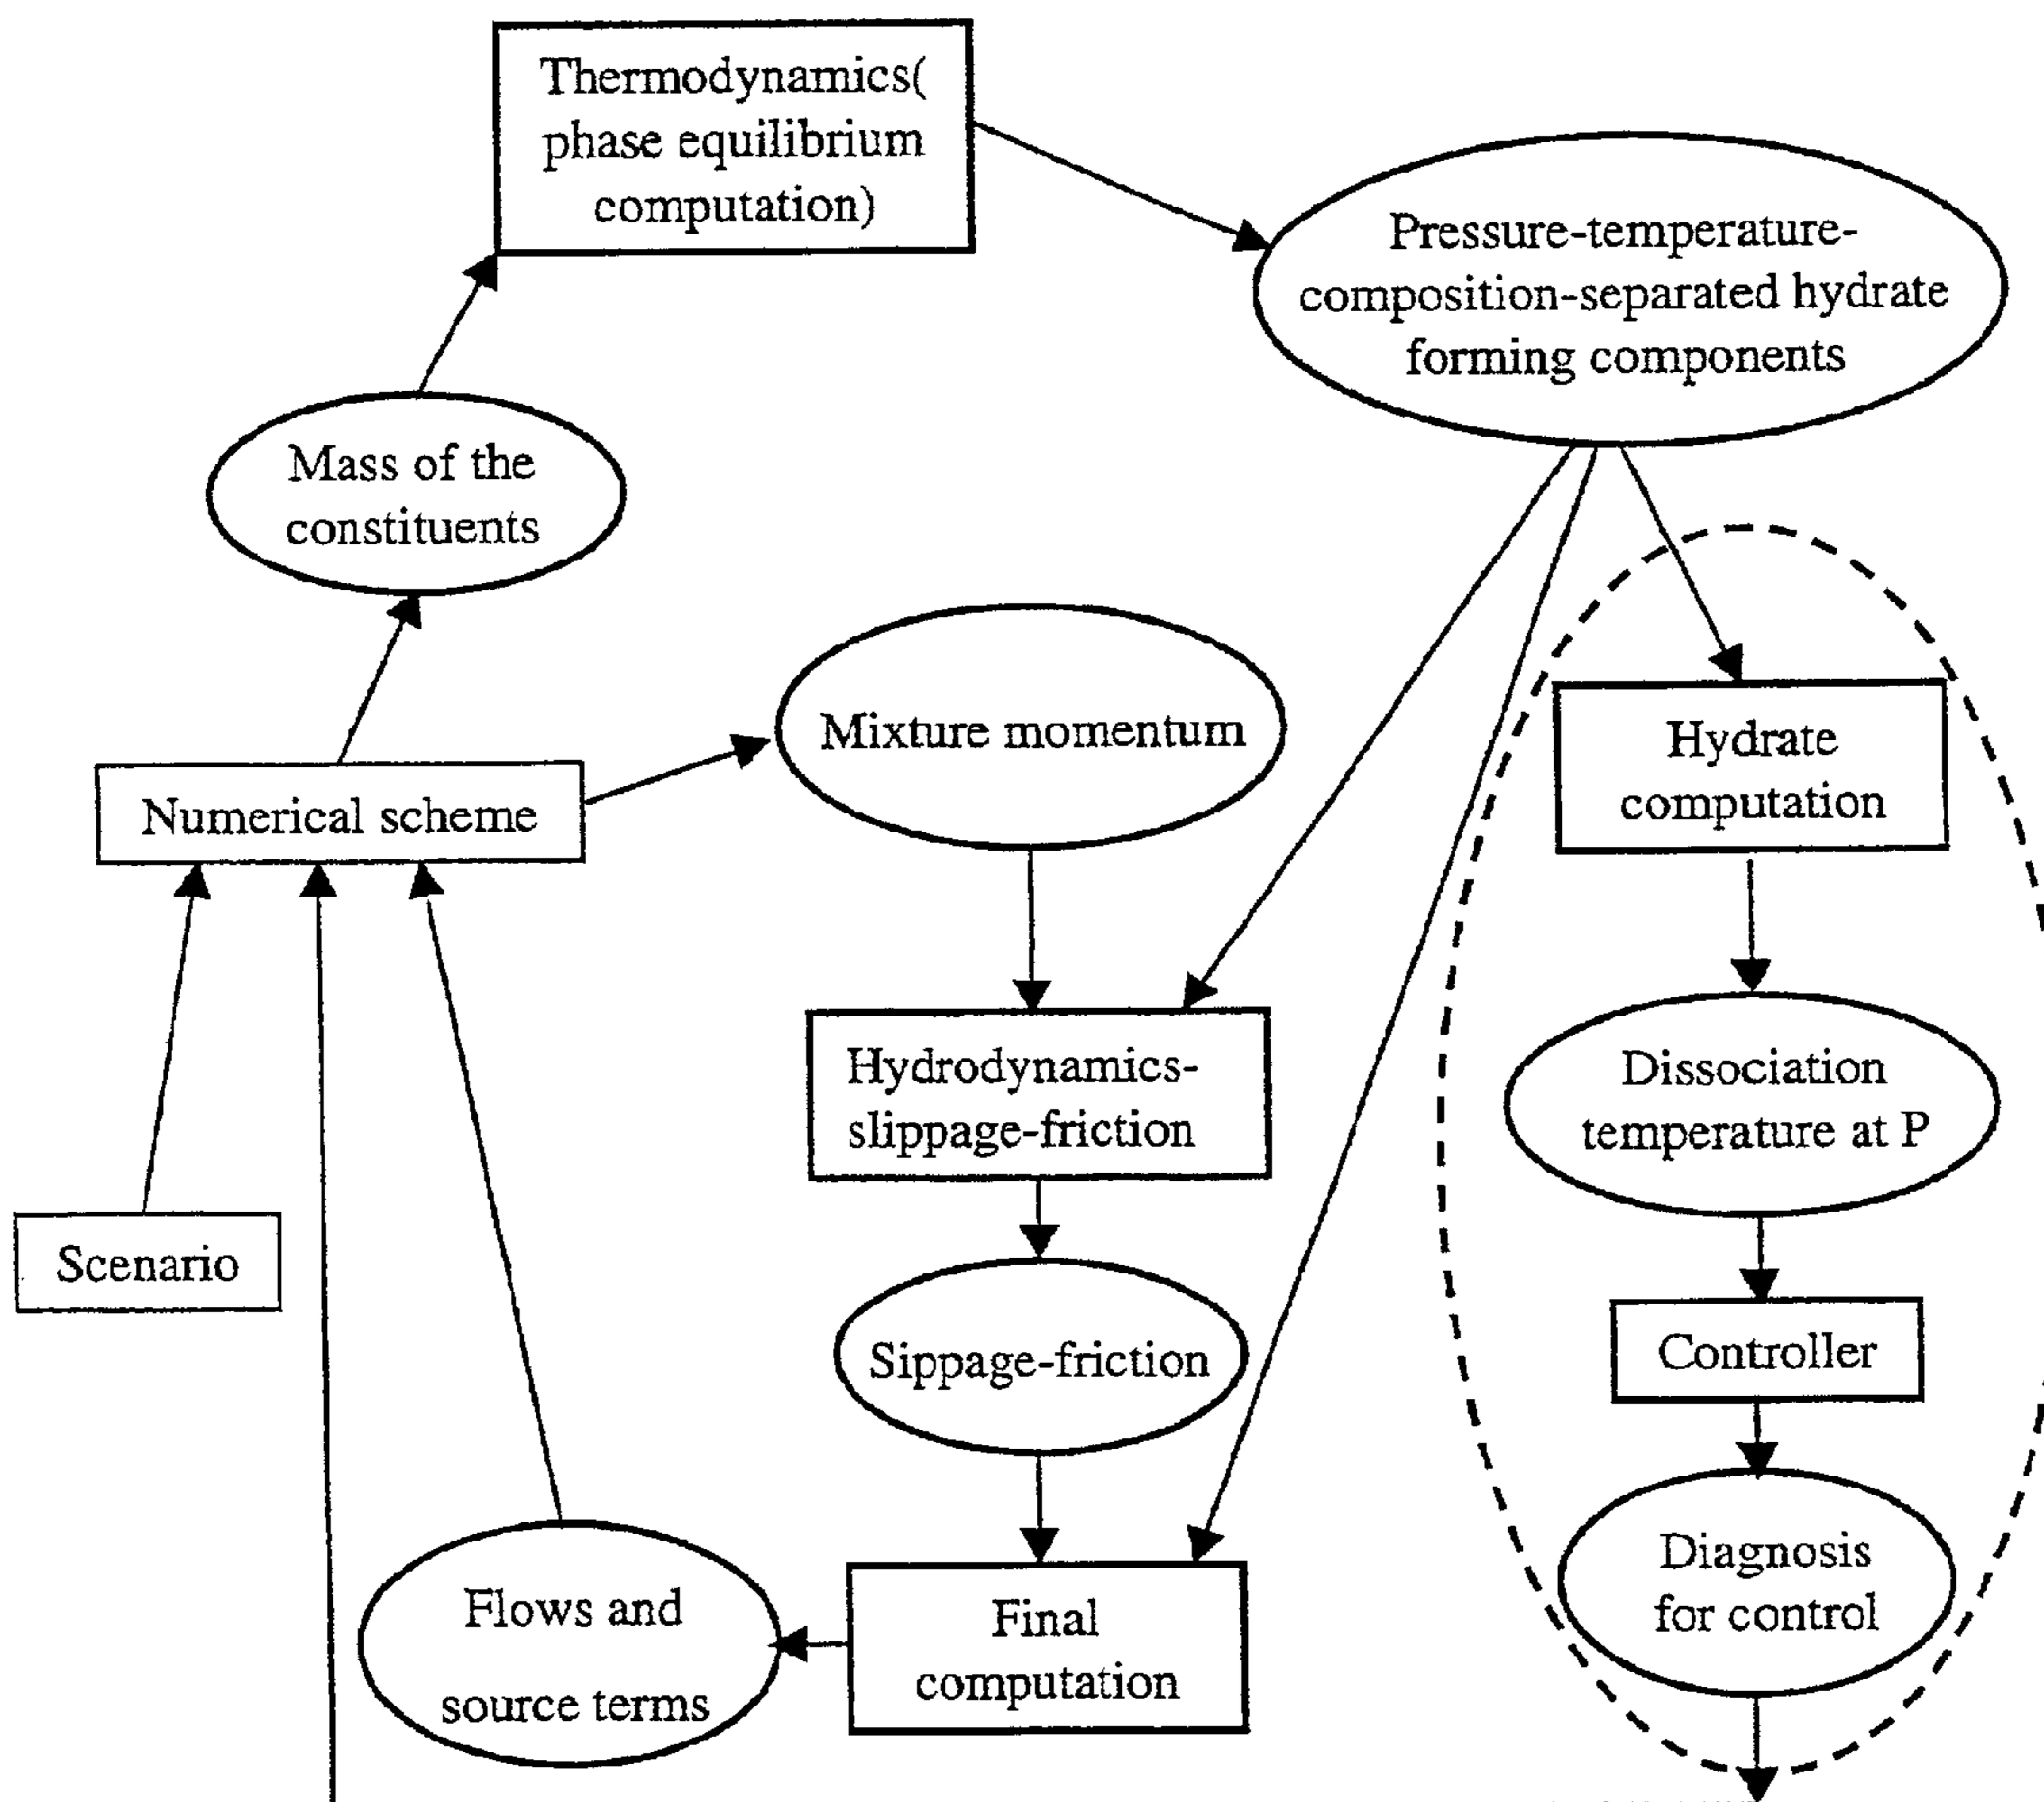 Thermodynamics(
phase equilibrium
computation)
Pressure-temperature-
composition-separated hydrate
forming components
Mass of the
constituents
Mixture momentum
Numerical scheme
Hydrate
computation
Hydrodynamics-
slippage-friction
Dissociation
temperature at P
Scenario
Sippage-friction
Controller
Diagnosis
for control
Flows and
source terms
Final
computation